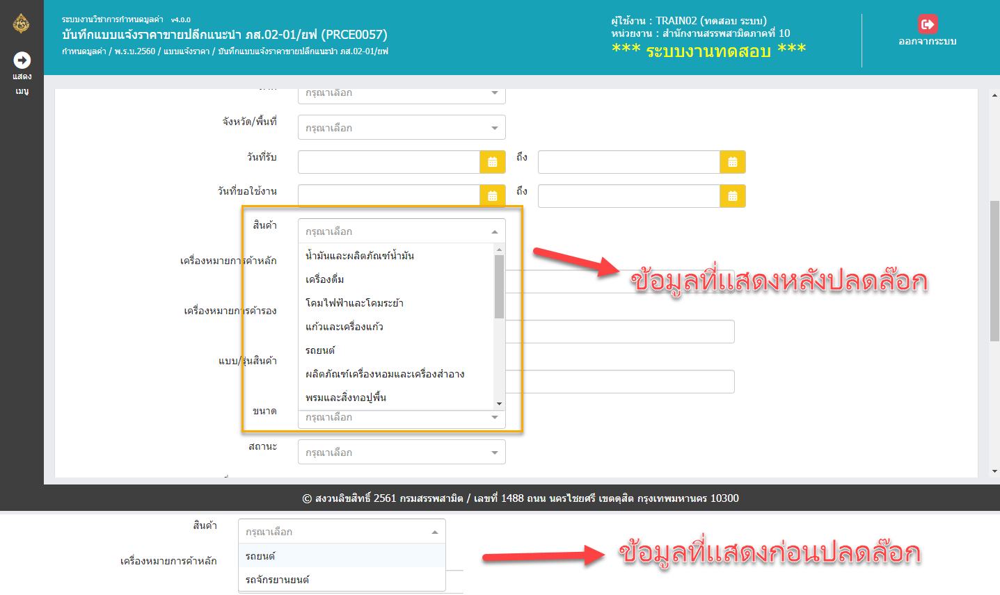 แสดง
เมนู
ระบบงานวิชาการกำหนดมูลค่า v4.0.0
บันทึกแบบแจ้งราคาขายปลีกแนะนำ ภส.02-01/ยฟ (PRCE0057)
กำหนดมูลค่า / พ.ร.บ.2560 / แบบแจ้งราคา / บันทึกแบบแจ้งราคาขายปลีกแนะนำ ภส.02-01/ยฟ
ผู้ใช้งาน : TRAIN02 (ทดสอบ ระบบ)
หน่วยงาน : สำนักงานสรรพสามิตภาคที่ 10
*** ระบบงานทดสอบ ***
ออกจากระบบ
กรุณาเลือก
จังหวัด/พื้นที่ กรุณาเลือก
วันที่รับ ถึง
วันที่ขอใช้งาน ถึง
สินค้า กรุณาเลือก
น้ำมันและผลิตภัณฑ์น้ำมัน
เครื่องหมายการค้าหลัก
เครื่องดื่ม
ข้อมูลที่แสดงหลังปลดล๊อก
โคมไฟฟ้าและโคมระย้า
เครื่องหมายการค้ารอง
แก้วและเครื่องแก้ว
รถยนต์
แบบ/รุ่นสินค้า
ผลิตภัณฑ์เครื่องหอมและเครื่องสำอาง
พรมและสิ่งทอปูพื้น
ขนาด กรุณาเลือก
สถานะ กรุณาเลือก
© สงวนลิขสิทธิ์ 2561 กรมสรรพสามิต / เลขที่ 1488 ถนน นครไชยศรี เขตดุสิต กรุงเทพมหานคร 10300
สินค้า กรุณาเลือก
รถยนต์
ข้อมูลที่แสดงก่อนปลดล๊อก
เครื่องหมายการค้าหลัก
รถจักรยานยนต์